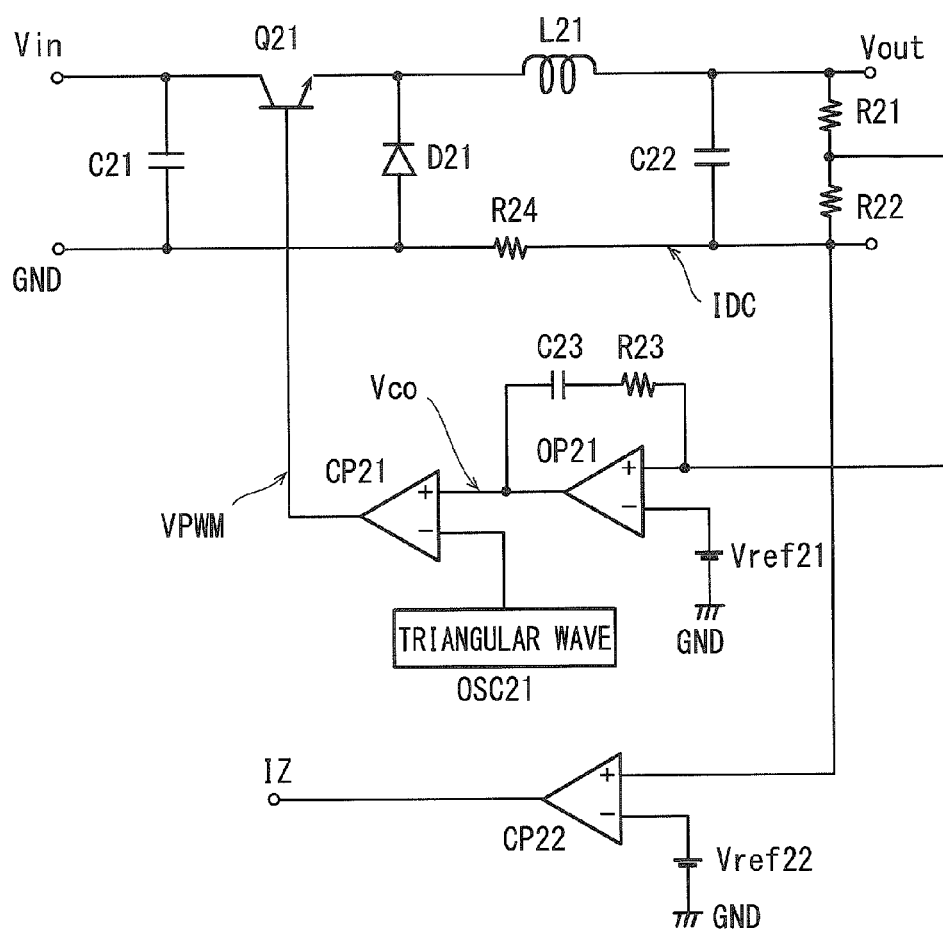 Vin
Q21
L21
Vout
R21
C21
D21
C22
R22
R24
GND
IDC
C23
R23
Vco
CP21
OP21
+
−
+
−
VPWM
Vref21
TRIANGULAR WAVE
GND
OSC21
IZ
+
−
CP22
Vref22
GND